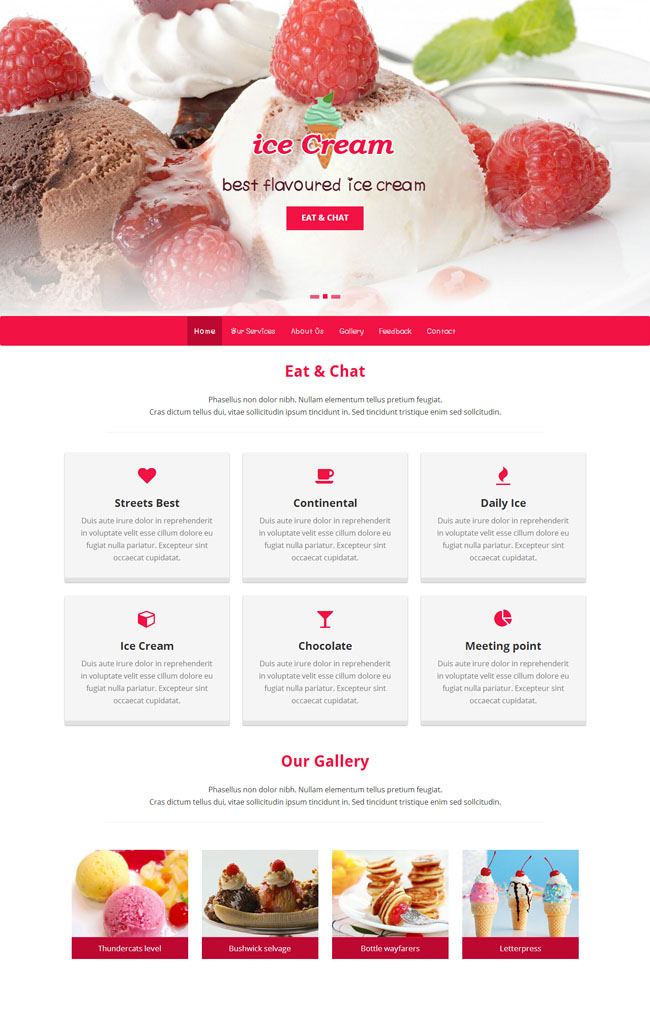 ice Cream
best flavoured ice cream
EAT & CHAT
Home Our Services About Us Gallery Feedback Contact
Eat & Chat
Phasellus non dolor nibh. Nullam elementum tellus pretium feugiat.
Cras dictum tellus dui, vitae sollicitudin ipsum tincidunt in. Sed tincidunt tristique enim sed sollcitudin.
Streets Best
Duis aute irure dolor in reprehenderit
in voluptate velit esse cillum dolore eu
fugiat nulla pariatur. Excepteur sint
occaecat cupidatat.
Continental
Duis aute irure dolor in reprehenderit
in voluptate velit esse cillum dolore eu
fugiat nulla pariatur. Excepteur sint
occaecat cupidatat.
Daily Ice
Duis aute irure dolor in reprehenderit
in voluptate velit esse cillum dolore eu
fugiat nulla pariatur. Excepteur sint
occaecat cupidatat.
Ice Cream
Duis aute irure dolor in reprehenderit
in voluptate velit esse cillum dolore eu
fugiat nulla pariatur. Excepteur sint
occaecat cupidatat.
Chocolate
Duis aute irure dolor in reprehenderit
in voluptate velit esse cillum dolore eu
fugiat nulla pariatur. Excepteur sint
occaecat cupidatat.
Meeting point
Duis aute irure dolor in reprehenderit
in voluptate velit esse cillum dolore eu
fugiat nulla pariatur. Excepteur sint
occaecat cupidatat.
Our Gallery
Phasellus non dolor nibh. Nullam elementum tellus pretium feugiat.
Cras dictum tellus dui, vitae sollicitudin ipsum tincidunt in. Sed tincidunt tristique enim sed sollcitudin.
Thundercats level
Bushwick selvage
Bottle wayfarers
Letterpress